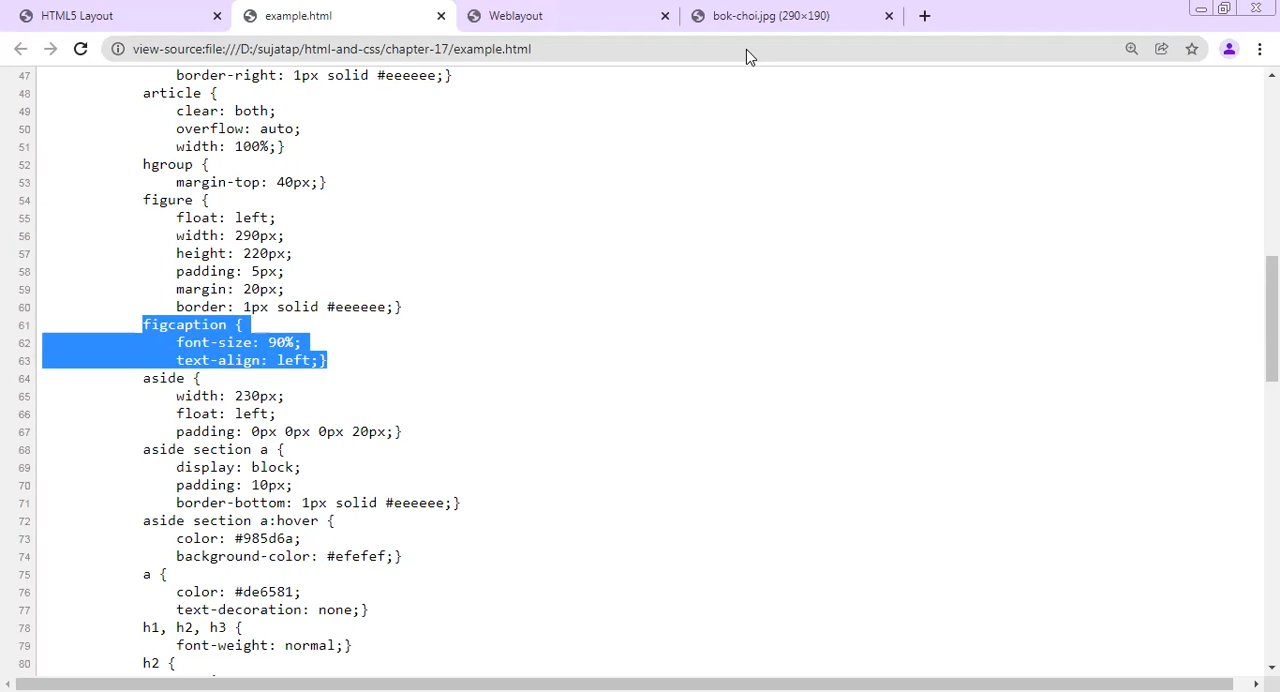 HTML5 Layout
example.html
Weblayout
bok-choi.jpg (290×190)
view-source:file:///D:/sujatap/html-and-css/chapter-17/example.html
47 border-right: 1px solid #eeeeee;}
48 article {
49 clear: both;
50 overflow: auto;
51 width: 100%;}
52 hgroup {
53 margin-top: 40px;}
54 figure {
55 float: left;
56 width: 290px;
57 height: 220px;
58 padding: 5px;
59 margin: 20px;
60 border: 1px solid #eeeeee;}
61 figcaption {
62 font-size: 90%;
63 text-align: left;}
64 aside {
65 width: 230px;
66 float: left;
67 padding: 0px 0px 0px 20px;}
68 aside section a {
69 display: block;
70 padding: 10px;
71 border-bottom: 1px solid #eeeeee;}
72 aside section a:hover {
73 color: #985d6a;
74 background-color: #efefef;}
75 a {
76 color: #de6581;
77 text-decoration: none;}
78 h1, h2, h3 {
79 font-weight: normal;}
80 h2 {